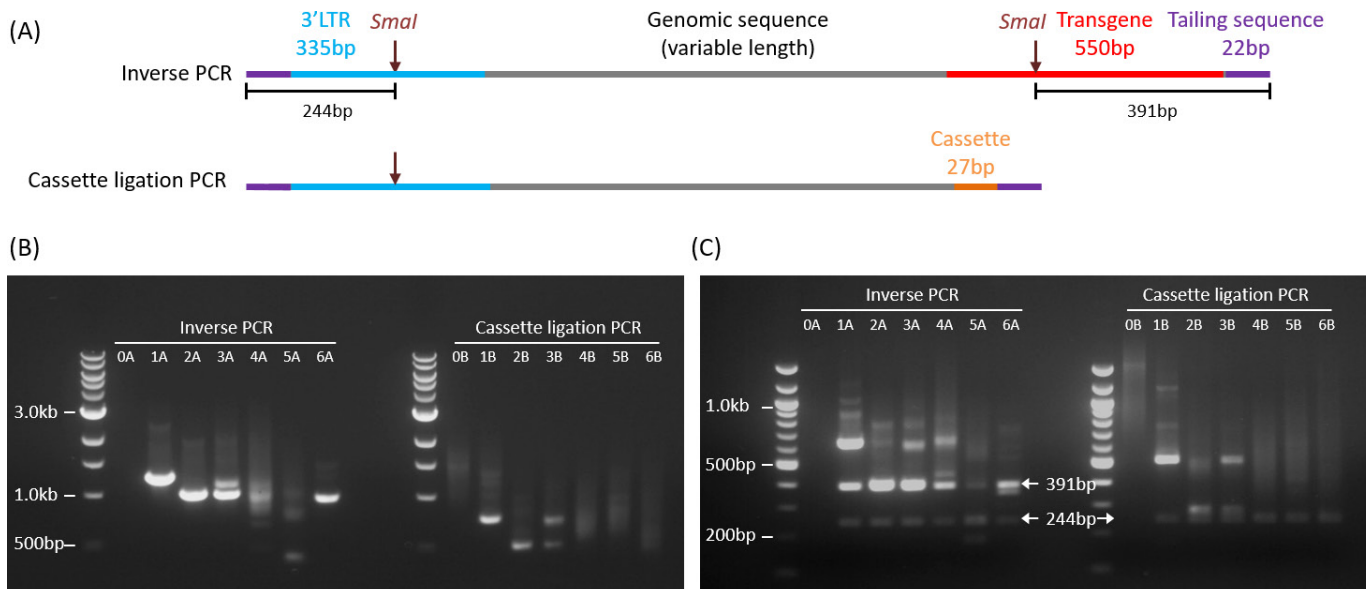 (A)
3'LTR
335bp
SmaI
Genomic sequence
(variable length)
SmaI
Transgene
550bp
Tailing sequence
22bp
Inverse PCR
244bp
391bp
Cassette
27bp
Cassette ligation PCR
(B)
Inverse PCR
Cassette ligation PCR
0A 1A 2A 3A 4A 5A 6A
0B 1B 2B 3B 4B 5B 6B
3.0kb
1.0kb
500bp
(C)
Inverse PCR
Cassette ligation PCR
0A 1A 2A 3A 4A 5A 6A
0B 1B 2B 3B 4B 5B 6B
1.0kb
500bp
391bp
244bp
200bp